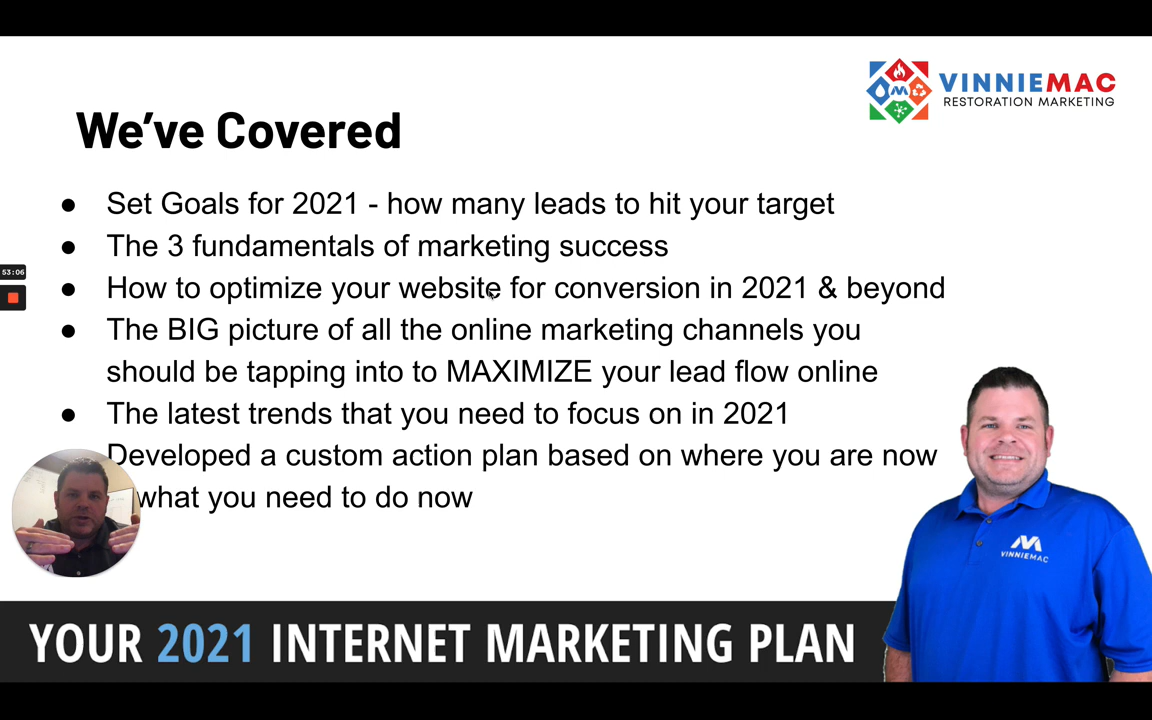 VINNIEMAC
RESTORATION MARKETING
We've Covered
● Set Goals for 2021 - how many leads to hit your target
● The 3 fundamentals of marketing success
● How to optimize your website for conversion in 2021 & beyond
● The BIG picture of all the online marketing channels you
should be tapping into to MAXIMIZE your lead flow online
● The latest trends that you need to focus on in 2021
Developed a custom action plan based on where you are now
what you need to do now
53:06
VINNIEMAC
YOUR 2021 INTERNET MARKETING PLAN